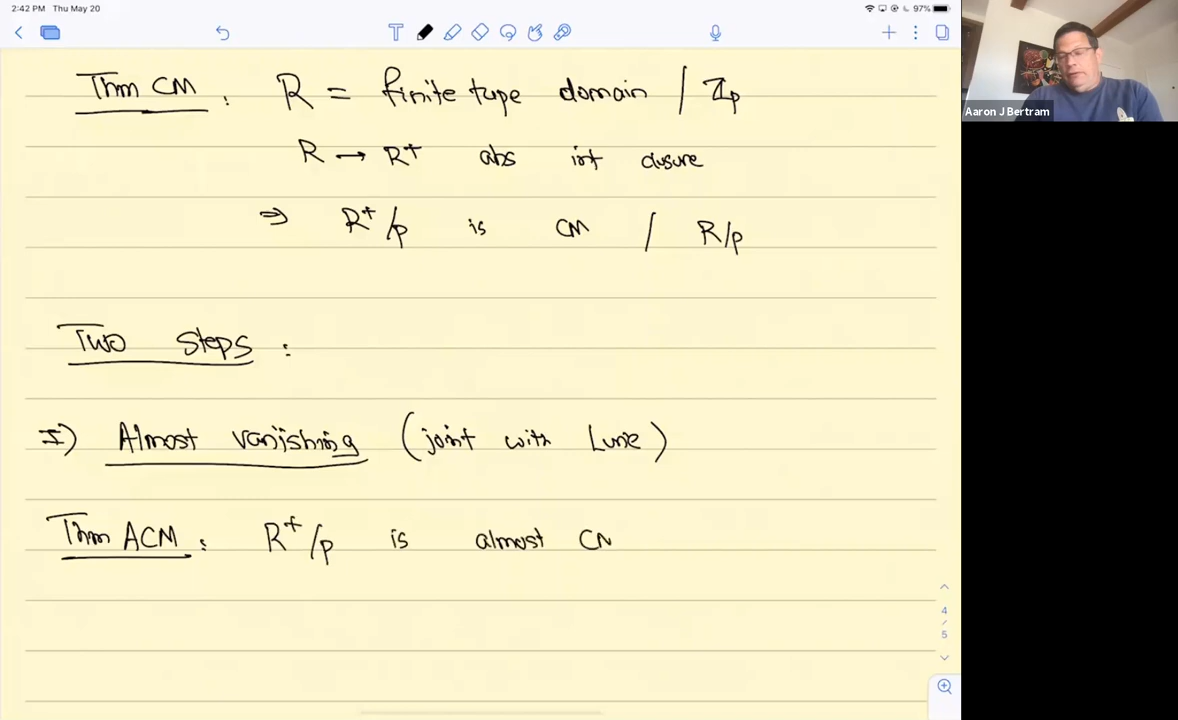 2:42 PM Thu May 20
97%
Aaron J Bertram
Thm CM : R = finite type domain / ℤp
R → R⁺ abs int closure
⇒ R⁺/p is CM / R/p
Two Steps :
I) Almost vanishing (joint with Lurie)
Thm ACM : R⁺/p is almost CM
4
/
5